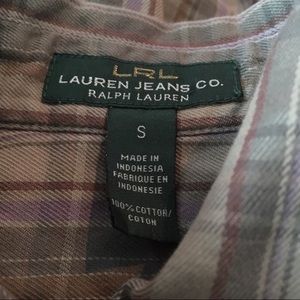 LRL
LAUREN JEANS CO.
RALPH LAUREN
S
MADE IN
INDONESIA
FABRIQUE EN
INDONESIE
100% COTTON/
COTON